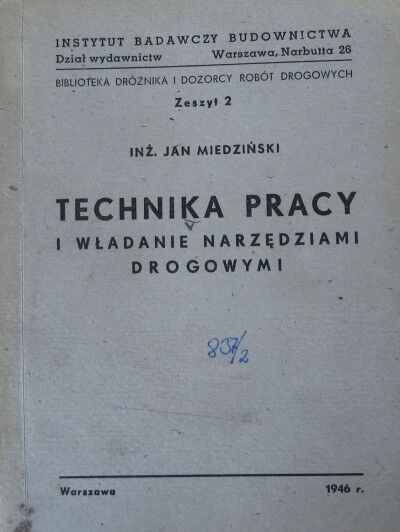 INSTYTUT BADAWCZY BUDOWNICTWA
Dział wydawnictw Warszawa, Narbutta 26
BIBLIOTEKA DRÓŻNIKA I DOZORCY ROBÓT DROGOWYCH
Zeszyt 2
INŻ. JAN MIEDZIŃSKI
TECHNIKA PRACY
I WŁADANIE NARZĘDZIAMI
DROGOWYMI
837/2
Warszawa 1946 r.